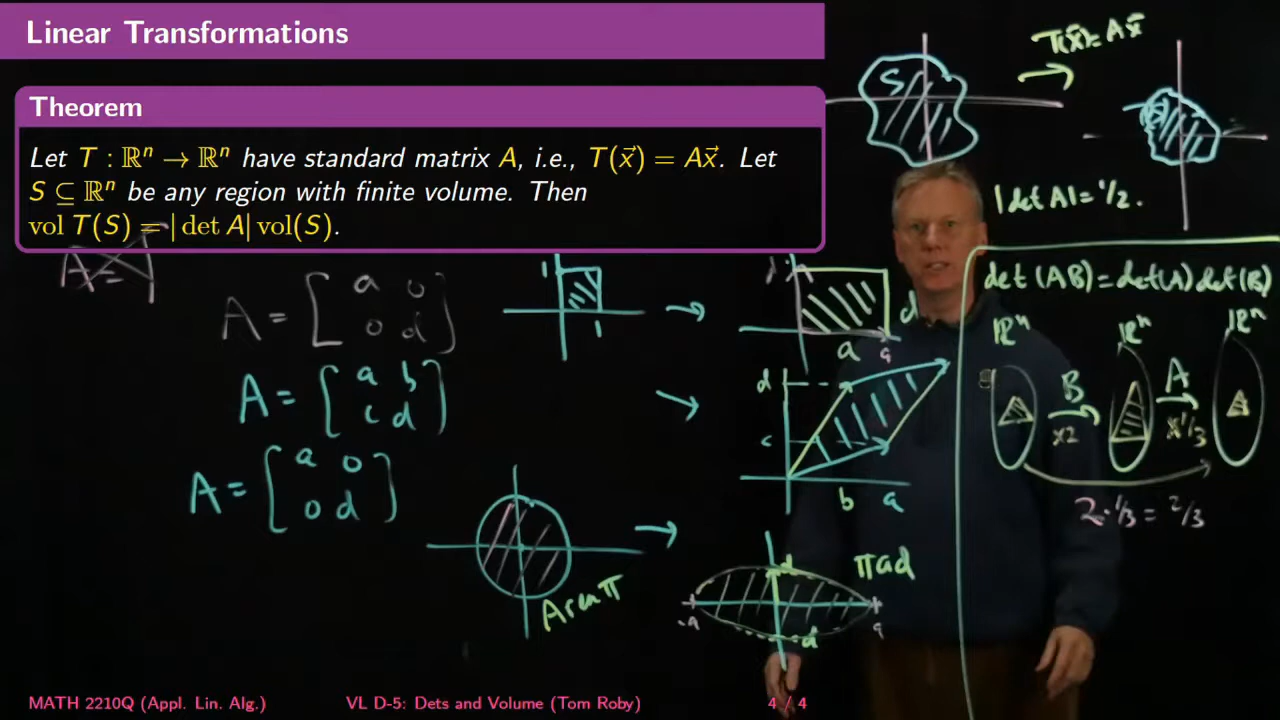 Linear Transformations
Theorem
Let T : ℝⁿ → ℝⁿ have standard matrix A, i.e., T(x⃗) = Ax⃗. Let
S ⊆ ℝⁿ be any region with finite volume. Then
vol T(S) = | det A| vol(S).
T(x⃗)= Ax⃗
S
|det A| = 1/2.
A =
A = [a 0
0 d]
1
1
d
a
a
d
A = [a b
c d]
d
c
b a
A = [a 0
0 d]
Area π
d
πad
-a
a
-d
det(AB) = det(A) det(B)
ℝⁿ ℝⁿ ℝⁿ
B A
x2 x1/3
2·1/3 = 2/3
MATH 2210Q (Appl. Lin. Alg.) VL D-5: Dets and Volume (Tom Roby) 4 / 4